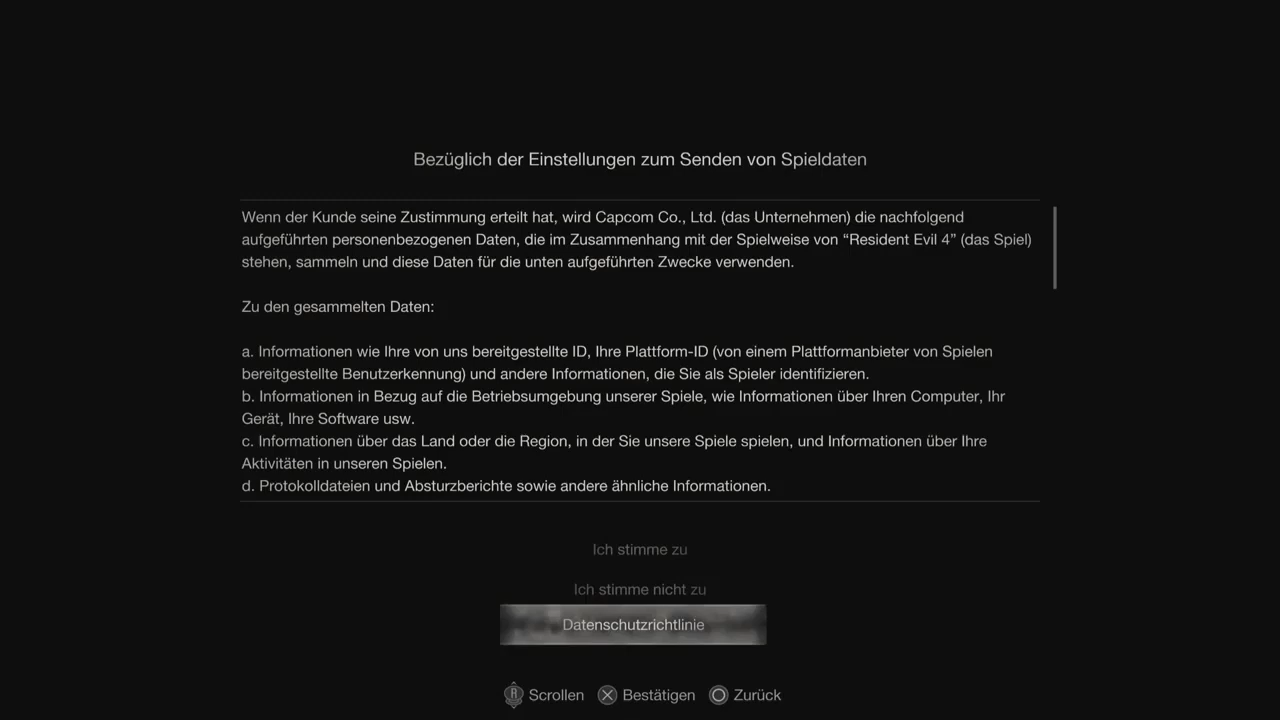 Bezüglich der Einstellungen zum Senden von Spieldaten
Wenn der Kunde seine Zustimmung erteilt hat, wird Capcom Co., Ltd. (das Unternehmen) die nachfolgend
aufgeführten personenbezogenen Daten, die im Zusammenhang mit der Spielweise von “Resident Evil 4” (das Spiel)
stehen, sammeln und diese Daten für die unten aufgeführten Zwecke verwenden.
Zu den gesammelten Daten:
a. Informationen wie Ihre von uns bereitgestellte ID, Ihre Plattform-ID (von einem Plattformanbieter von Spielen
bereitgestellte Benutzerkennung) und andere Informationen, die Sie als Spieler identifizieren.
b. Informationen in Bezug auf die Betriebsumgebung unserer Spiele, wie Informationen über Ihren Computer, Ihr
Gerät, Ihre Software usw.
c. Informationen über das Land oder die Region, in der Sie unsere Spiele spielen, und Informationen über Ihre
Aktivitäten in unseren Spielen.
d. Protokolldateien und Absturzberichte sowie andere ähnliche Informationen.
Ich stimme zu
Ich stimme nicht zu
Datenschutzrichtlinie
R Scrollen Bestätigen Zurück